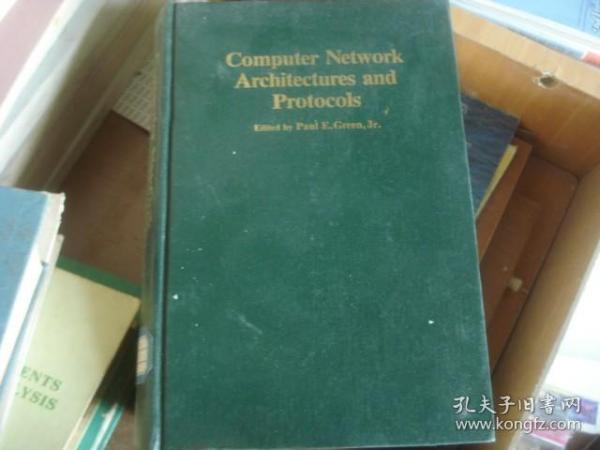 Computer Network
Architectures and
Protocols
Edited by Paul E. Green, Jr.
ENTS
LYSIS
孔夫子旧书网
www.kongfz.com